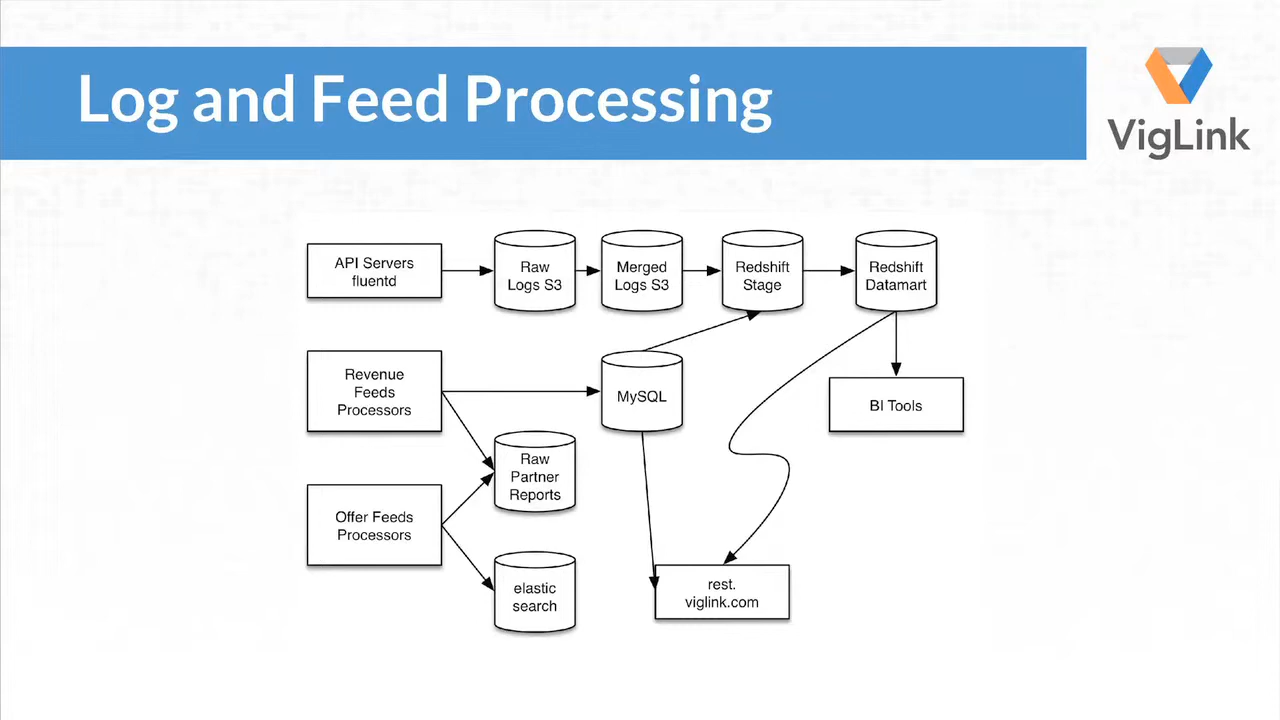 Log and Feed Processing
VigLink
API Servers
fluentd
Raw
Logs S3
Merged
Logs S3
Redshift
Stage
Redshift
Datamart
Revenue
Feeds
Processors
MySQL
BI Tools
Raw
Partner
Reports
Offer Feeds
Processors
elastic
search
rest.
viglink.com